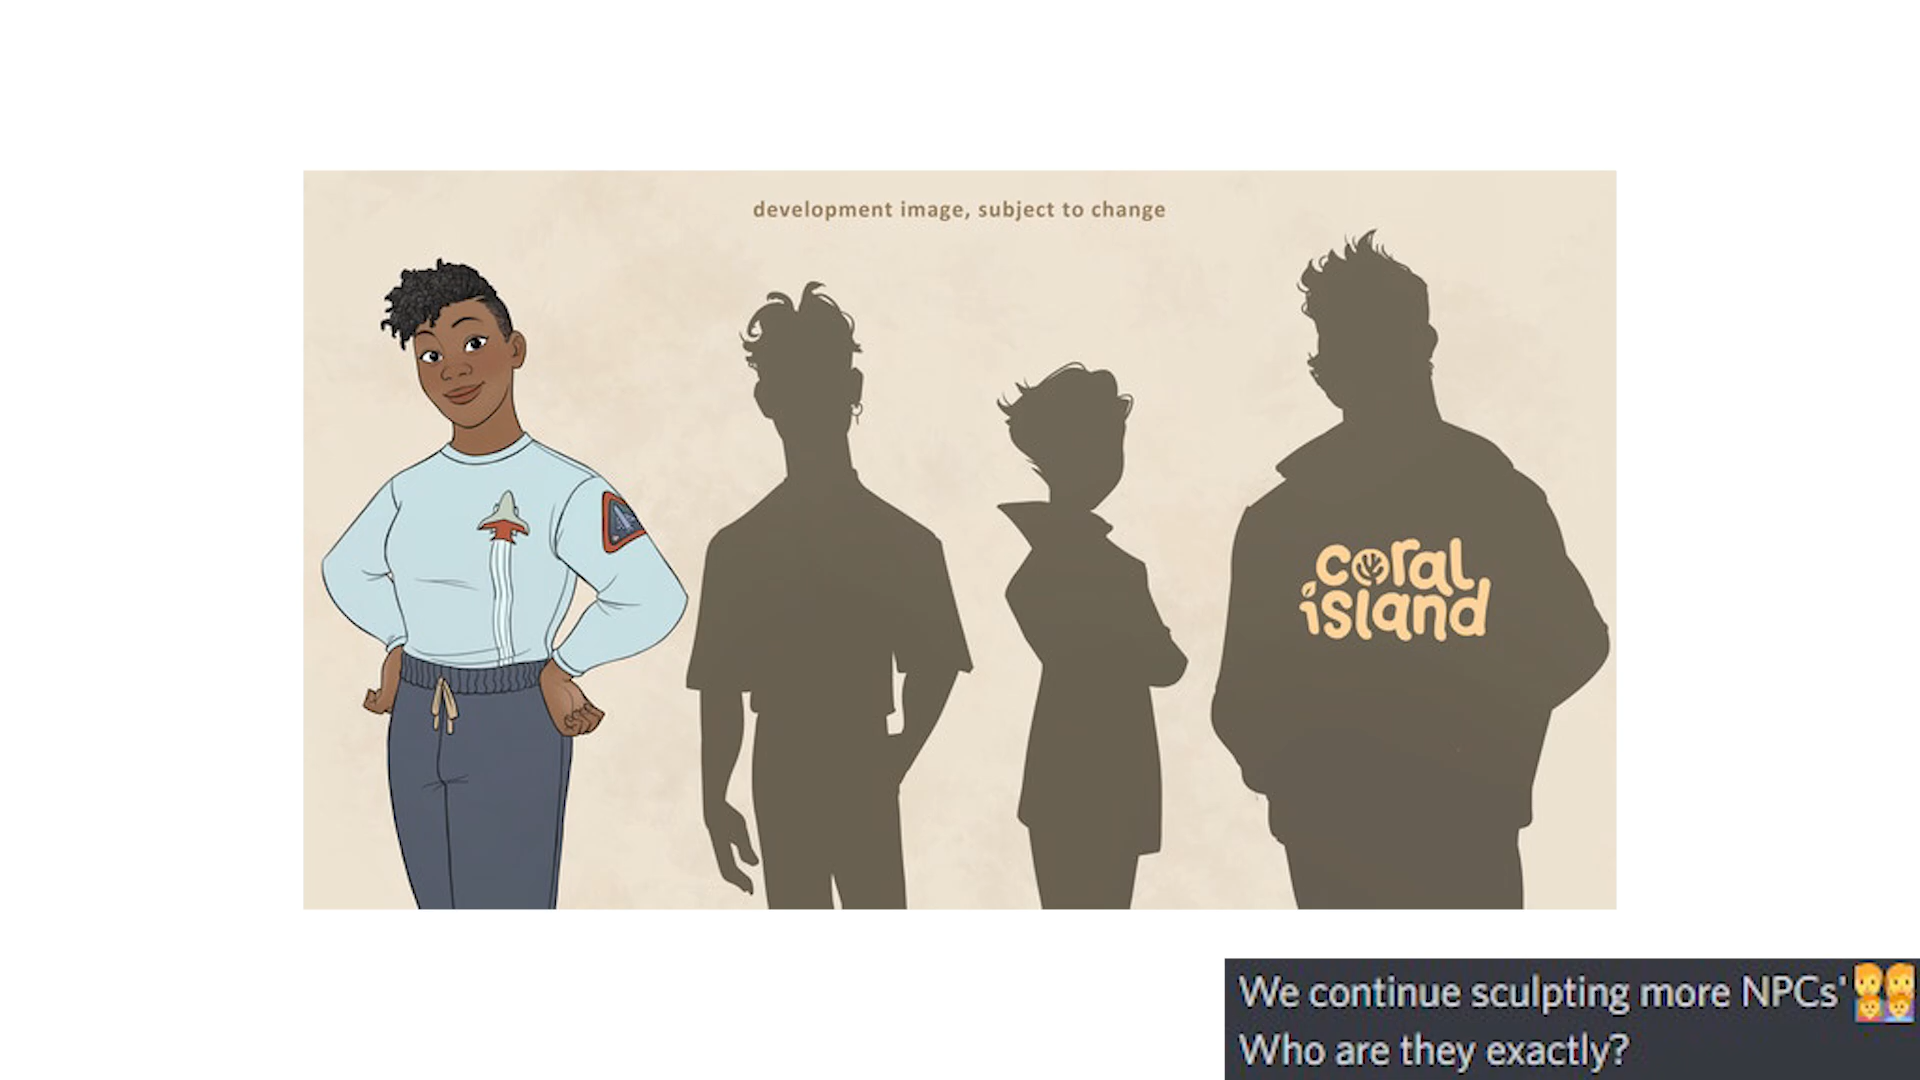 development image, subject to change
coral
island
We continue sculpting more NPCs'
Who are they exactly?